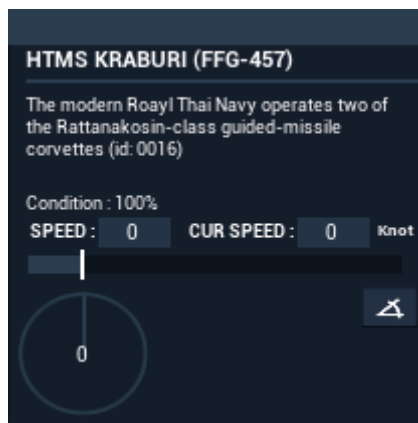 HTMS KRABURI (FFG-457)
The modern Roayl Thai Navy operates two of
the Rattanakosin-class guided-missile
corvettes (id: 0016)
Condition : 100%
SPEED : 0 CUR SPEED : 0 Knot
0